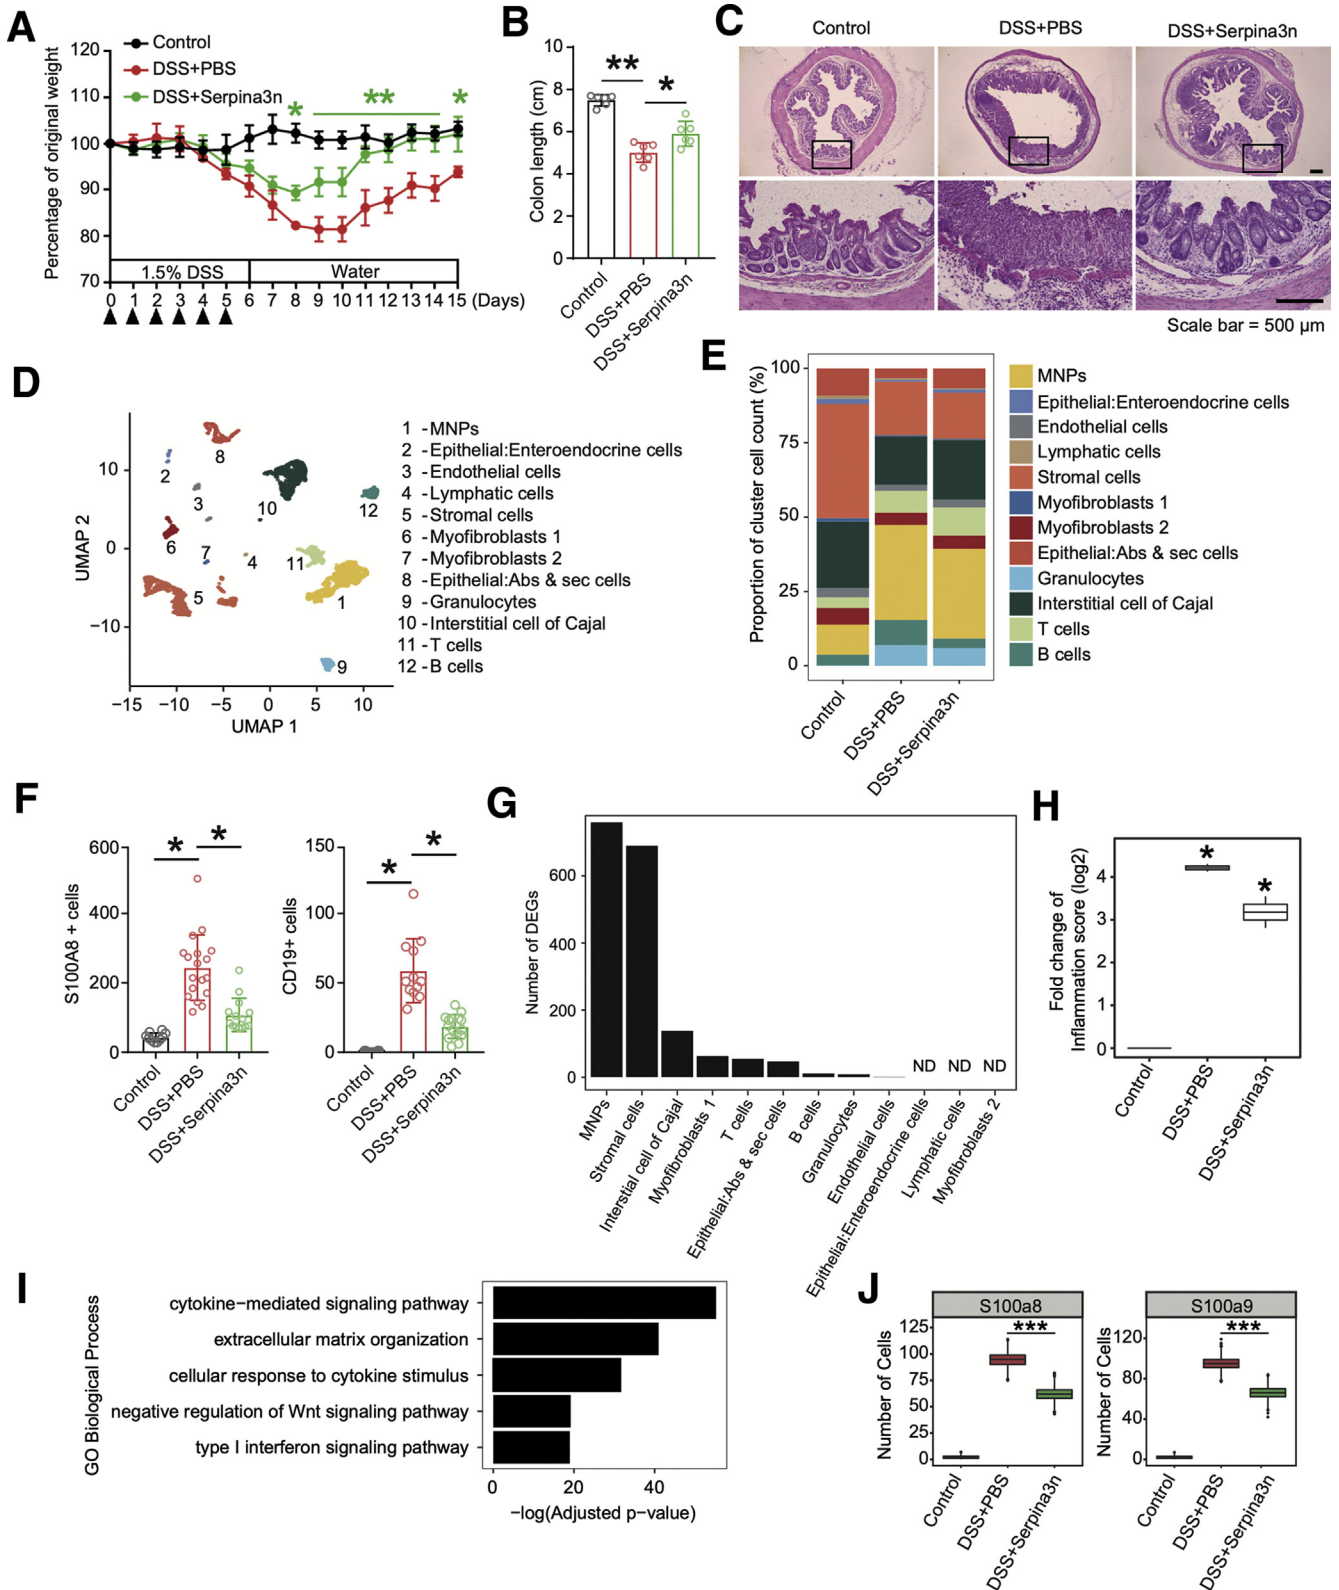 A
Control
DSS+PBS
DSS+Serpina3n
Percentage of original weight
120
110
100
90
80
70
*
**
*
1.5% DSS
Water
0 1 2 3 4 5 6 7 8 9 10 11 12 13 14 15 (Days)
B
Colon length (cm)
10
8
6
4
2
0
**
*
Control
DSS+PBS
DSS+Serpina3n
C
Control
DSS+PBS
DSS+Serpina3n
Scale bar = 500 µm
D
UMAP 2
10
0
−10
−15 −10 −5 0 5 10
UMAP 1
8
2
3
10
12
6
7
4
11
5
1
9
1 - MNPs
2 - Epithelial:Enteroendocrine cells
3 - Endothelial cells
4 - Lymphatic cells
5 - Stromal cells
6 - Myofibroblasts 1
7 - Myofibroblasts 2
8 - Epithelial:Abs & sec cells
9 - Granulocytes
10 - Interstitial cell of Cajal
11 - T cells
12 - B cells
E
Proportion of cluster cell count (%)
100
75
50
25
0
Control
DSS+PBS
DSS+Serpina3n
MNPs
Epithelial:Enteroendocrine cells
Endothelial cells
Lymphatic cells
Stromal cells
Myofibroblasts 1
Myofibroblasts 2
Epithelial:Abs & sec cells
Granulocytes
Interstitial cell of Cajal
T cells
B cells
F
S100A8 + cells
600
400
200
0
*
*
Control
DSS+PBS
DSS+Serpina3n
CD19+ cells
150
100
50
0
*
*
Control
DSS+PBS
DSS+Serpina3n
G
Number of DEGs
600
400
200
0
ND ND ND
MNPs
Stromal cells
Interstial cell of Cajal
Myofibroblasts 1
T cells
Epithelial:Abs & sec cells
B cells
Granulocytes
Endothelial cells
Epithelial:Enteroendocrine cells
Lymphatic cells
Myofibroblasts 2
H
Fold change of
Inflammation score (log2)
4
3
2
1
0
*
*
Control
DSS+PBS
DSS+Serpina3n
I
GO Biological Process
cytokine−mediated signaling pathway
extracellular matrix organization
cellular response to cytokine stimulus
negative regulation of Wnt signaling pathway
type I interferon signaling pathway
0 20 40
−log(Adjusted p−value)
J
S100a8
Number of Cells
125
100
75
50
25
0
***
Control
DSS+PBS
DSS+Serpina3n
S100a9
Number of Cells
120
80
40
0
***
Control
DSS+PBS
DSS+Serpina3n